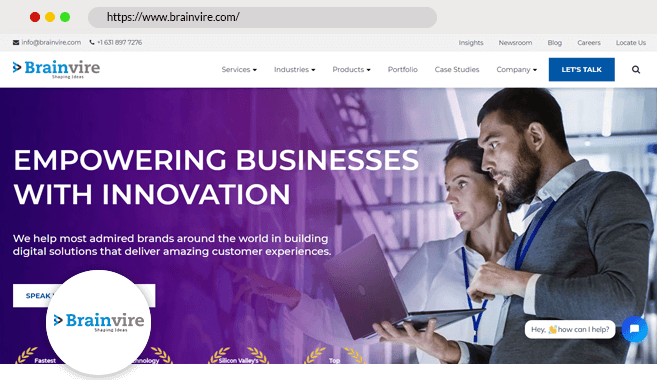 https://www.brainvire.com/
info@brainvire.com +1 631 897 7276 Insights Newsroom Blog Careers Locate Us
Brainvire
Shaping Ideas
Services Industries Products Portfolio Case Studies Company LET'S TALK
EMPOWERING BUSINESSES
WITH INNOVATION
We help most admired brands around the world in building
digital solutions that deliver amazing customer experiences.
SPEAK
Brainvire
Shaping Ideas
Hey, 👋 how can I help?
Fastest Silicon Valley's Top